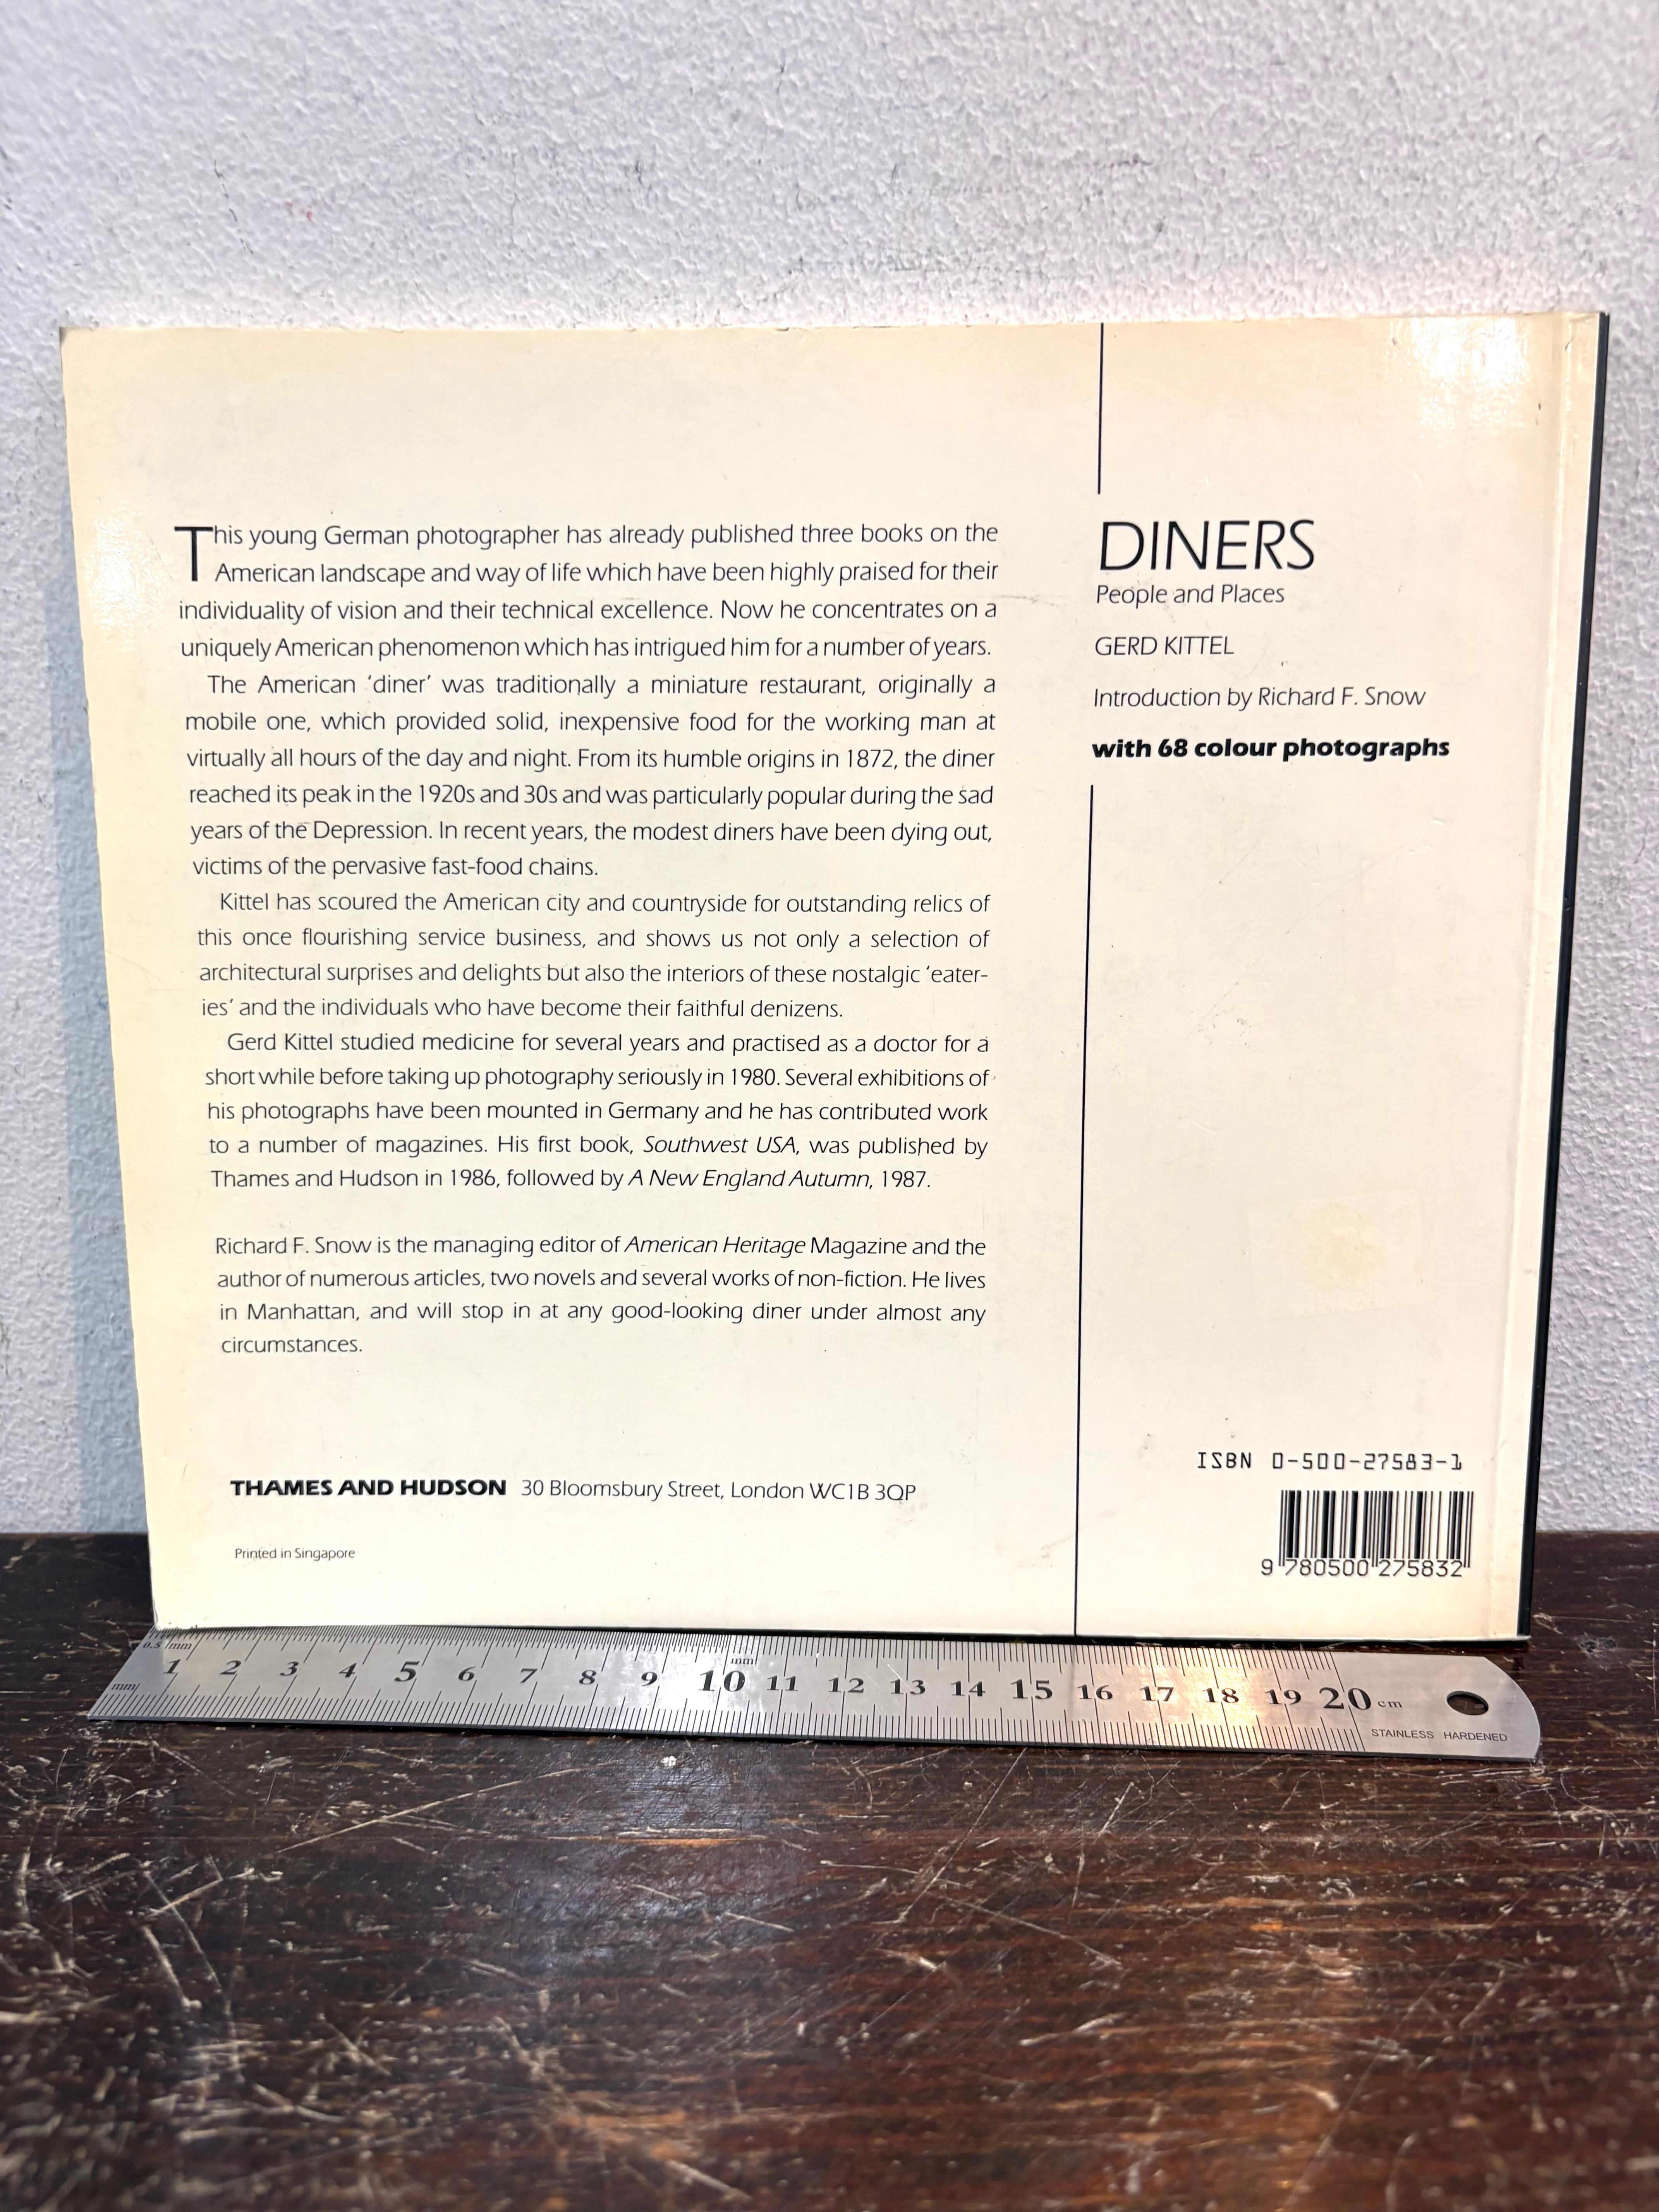 This young German photographer has already published three books on the
American landscape and way of life which have been highly praised for their
individuality of vision and their technical excellence. Now he concentrates on a
uniquely American phenomenon which has intrigued him for a number of years.
The American ‘diner’ was traditionally a miniature restaurant, originally a
mobile one, which provided solid, inexpensive food for the working man at
virtually all hours of the day and night. From its humble origins in 1872, the diner
reached its peak in the 1920s and 30s and was particularly popular during the sad
years of the Depression. In recent years, the modest diners have been dying out,
victims of the pervasive fast-food chains.
Kittel has scoured the American city and countryside for outstanding relics of
this once flourishing service business, and shows us not only a selection of
architectural surprises and delights but also the interiors of these nostalgic ‘eater-
ies’ and the individuals who have become their faithful denizens.
Gerd Kittel studied medicine for several years and practised as a doctor for a
short while before taking up photography seriously in 1980. Several exhibitions of
his photographs have been mounted in Germany and he has contributed work
to a number of magazines. His first book, Southwest USA, was published by
Thames and Hudson in 1986, followed by A New England Autumn, 1987.
Richard F. Snow is the managing editor of American Heritage Magazine and the
author of numerous articles, two novels and several works of non-fiction. He lives
in Manhattan, and will stop in at any good-looking diner under almost any
circumstances.
THAMES AND HUDSON 30 Bloomsbury Street, London WC1B 3QP
Printed in Singapore
DINERS
People and Places
GERD KITTEL
Introduction by Richard F. Snow
with 68 colour photographs
ISBN 0-500-27583-1
9 780500 275832
0.5 mm
mm
1 2 3 4 5 6 7 8 9 10 11 12 13 14 15 16 17 18 19 20 cm
mm
STAINLESS HARDENED